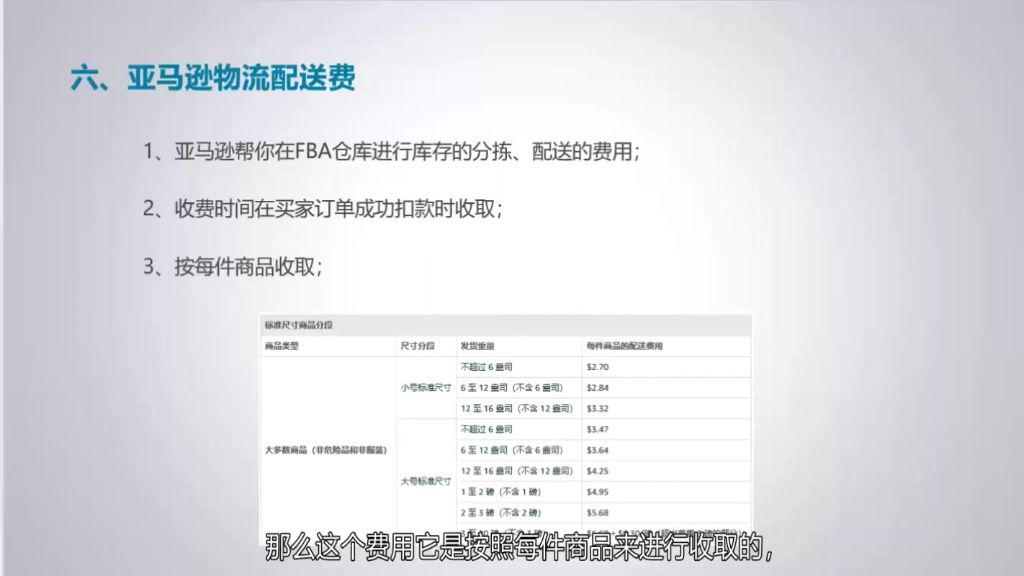 六、亚马逊物流配送费
1、亚马逊帮你在FBA仓库进行库存的分拣、配送的费用；
2、收费时间在买家订单成功扣款时收取；
3、按每件商品收取；
标准尺寸商品分段
商品类型 尺寸分段 发货重量 每件商品的配送费用
不超过 6 盎司 $2.70
小号标准尺寸 6 至 12 盎司（不含 6 盎司） $2.84
12 至 16 盎司（不含 12 盎司） $3.32
不超过 6 盎司 $3.47
大多数商品（非危险品和非服装） 6 至 12 盎司（不含 6 盎司） $3.64
12 至 16 盎司（不含 12 盎司） $4.25
大号标准尺寸 1 至 2 磅（不含 1 磅） $4.95
2 至 3 磅（不含 2 磅） $5.68
那么这个费用它是按照每件商品来进行收取的，